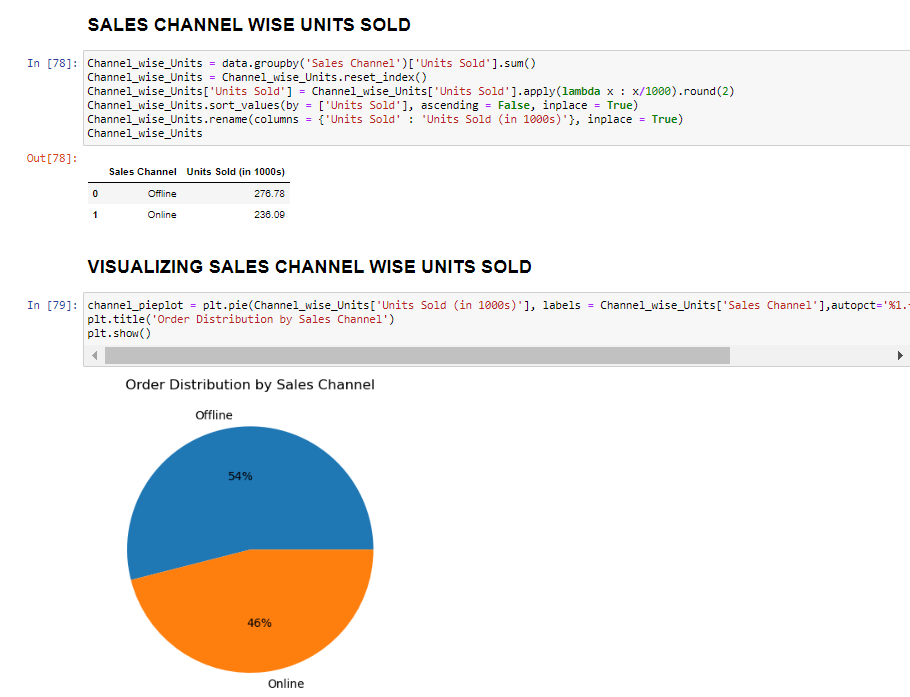 SALES CHANNEL WISE UNITS SOLD
In [78]: Channel_wise_Units = data.groupby('Sales Channel')['Units Sold'].sum()
Channel_wise_Units = Channel_wise_Units.reset_index()
Channel_wise_Units['Units Sold'] = Channel_wise_Units['Units Sold'].apply(lambda x : x/1000).round(2)
Channel_wise_Units.sort_values(by = ['Units Sold'], ascending = False, inplace = True)
Channel_wise_Units.rename(columns = {'Units Sold' : 'Units Sold (in 1000s)'}, inplace = True)
Channel_wise_Units
Out[78]:
Sales Channel Units Sold (in 1000s)
0 Offline 276.78
1 Online 236.09
VISUALIZING SALES CHANNEL WISE UNITS SOLD
In [79]: channel_pieplot = plt.pie(Channel_wise_Units['Units Sold (in 1000s)'], labels = Channel_wise_Units['Sales Channel'],autopct='%1.
plt.title('Order Distribution by Sales Channel')
plt.show()
Order Distribution by Sales Channel
Offline
54%
46%
Online